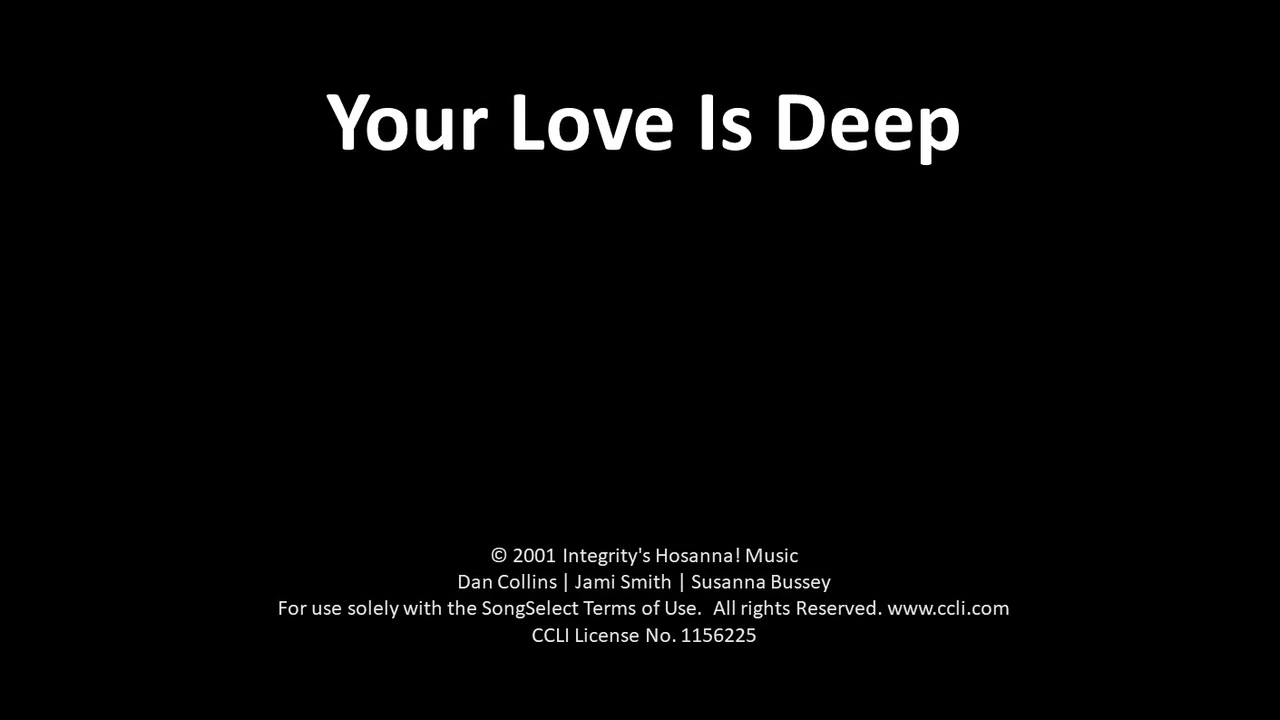 Your Love Is Deep
© 2001 Integrity's Hosanna! Music
Dan Collins | Jami Smith | Susanna Bussey
For use solely with the SongSelect Terms of Use.  All rights Reserved. www.ccli.com
CCLI License No. 1156225